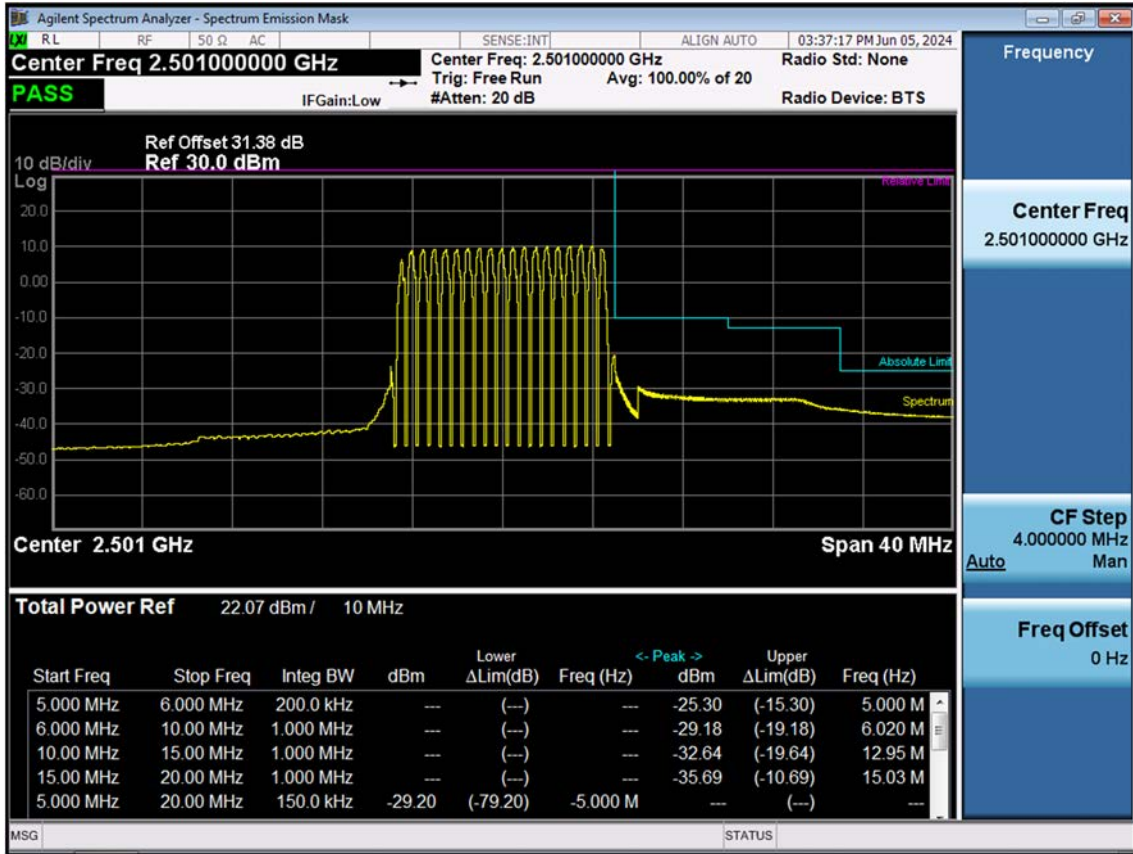 Agilent Spectrum Analyzer - Spectrum Emission Mask
LXI RL RF 50 Ω AC SENSE:INT ALIGN AUTO 03:37:17 PM Jun 05, 2024
Center Freq 2.501000000 GHz
Center Freq: 2.501000000 GHz Radio Std: None
Trig: Free Run Avg: 100.00% of 20
PASS IFGain:Low #Atten: 20 dB Radio Device: BTS
Ref Offset 31.38 dB
10 dB/div Ref 30.0 dBm
Log
Relative Limit
20.0
10.0
0.00
-10.0
-20.0
Absolute Limit
-30.0
Spectrum
-40.0
-50.0
-60.0
Center 2.501 GHz Span 40 MHz
Total Power Ref 22.07 dBm / 10 MHz
Lower <- Peak -> Upper
Start Freq Stop Freq Integ BW dBm ΔLim(dB) Freq (Hz) dBm ΔLim(dB) Freq (Hz)
5.000 MHz 6.000 MHz 200.0 kHz --- (---) --- -25.30 (-15.30) 5.000 M
6.000 MHz 10.00 MHz 1.000 MHz --- (---) --- -29.18 (-19.18) 6.020 M
10.00 MHz 15.00 MHz 1.000 MHz --- (---) --- -32.64 (-19.64) 12.95 M
15.00 MHz 20.00 MHz 1.000 MHz --- (---) --- -35.69 (-10.69) 15.03 M
5.000 MHz 20.00 MHz 150.0 kHz -29.20 (-79.20) -5.000 M --- (---) ---
MSG STATUS
Frequency
Center Freq
2.501000000 GHz
CF Step
4.000000 MHz
Auto Man
Freq Offset
0 Hz